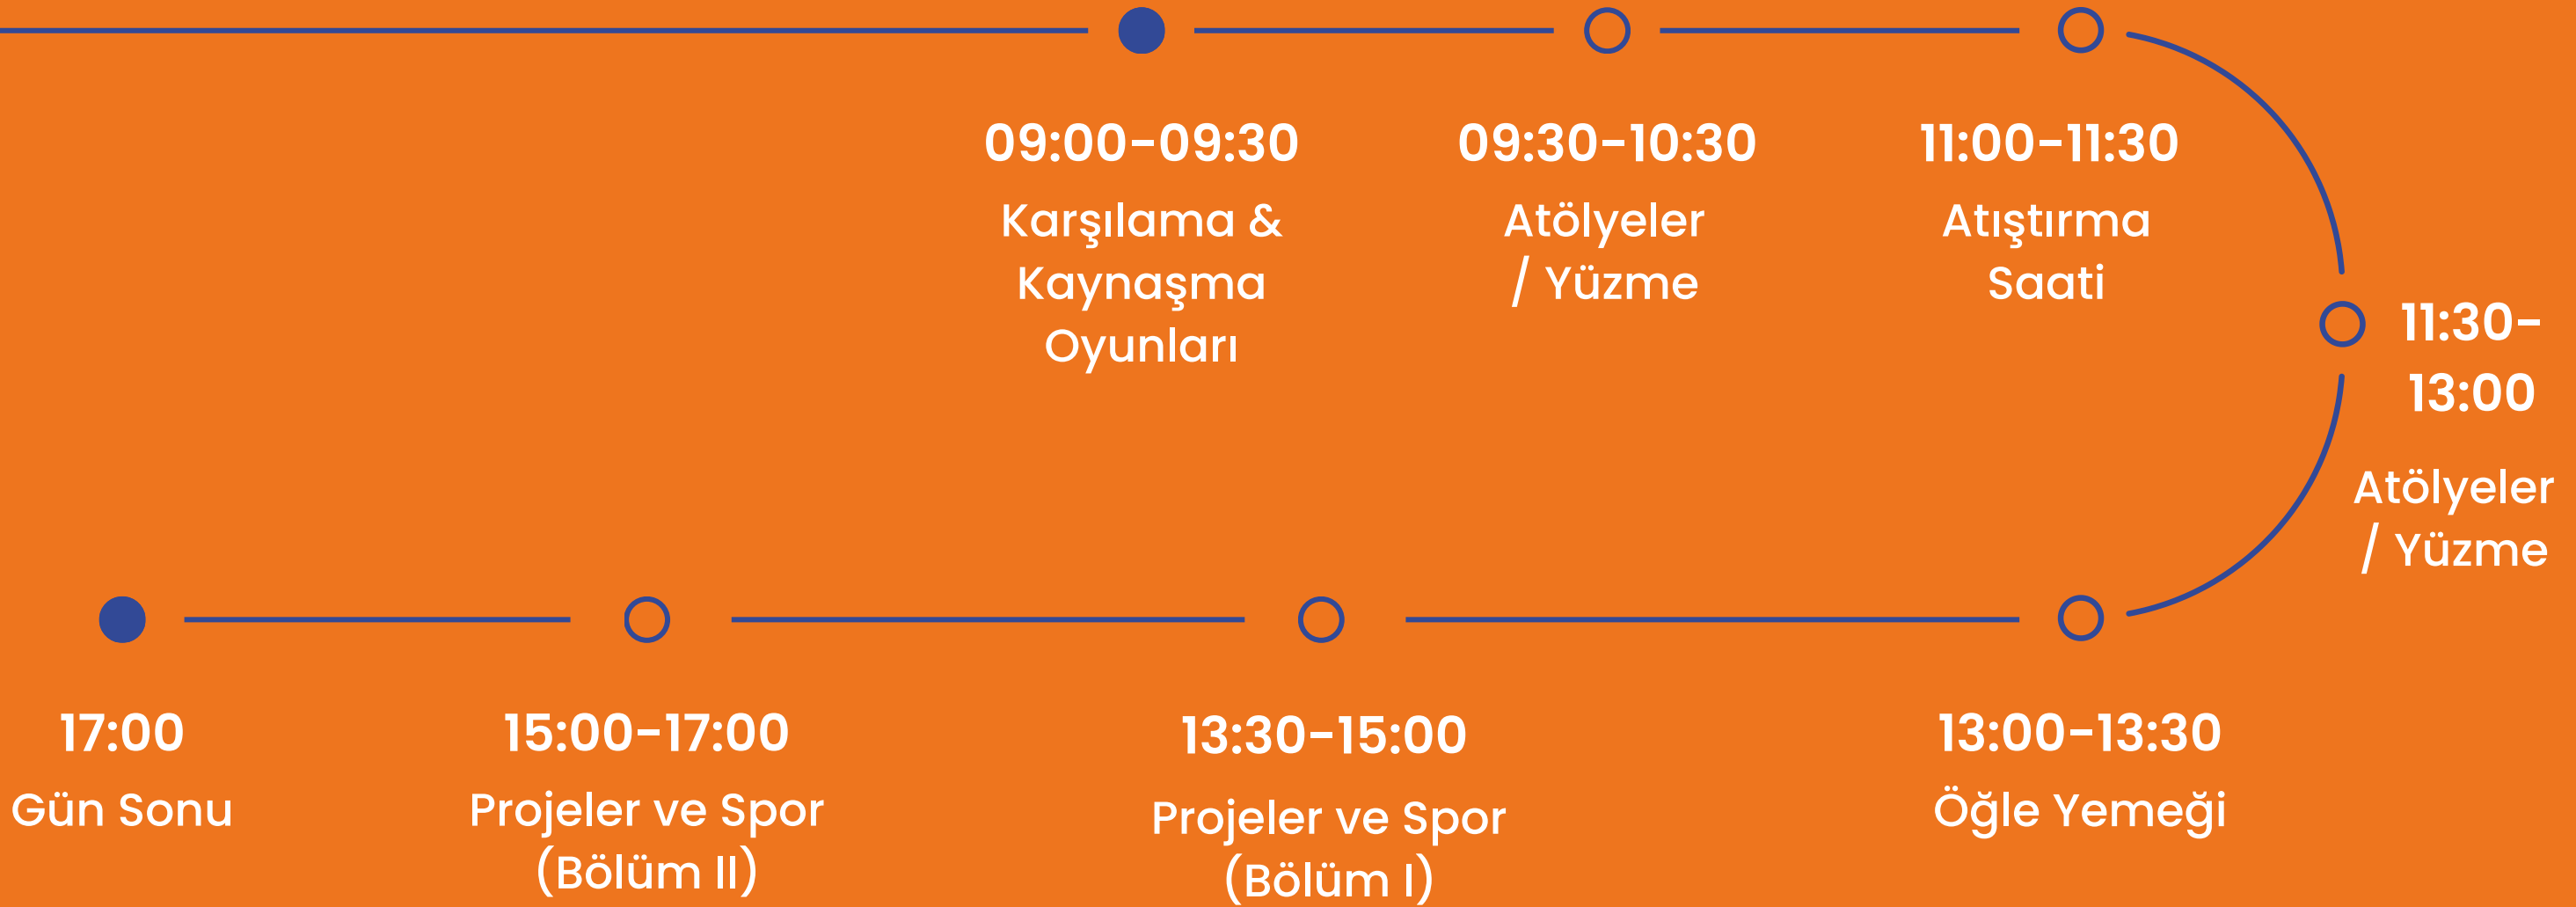 09:00-09:30
Karşılama &
Kaynaşma
Oyunları
09:30-10:30
Atölyeler
/ Yüzme
11:00-11:30
Atıştırma
Saati
11:30-
13:00
Atölyeler
/ Yüzme
13:00-13:30
Öğle Yemeği
13:30-15:00
Projeler ve Spor
(Bölüm I)
15:00-17:00
Projeler ve Spor
(Bölüm II)
17:00
Gün Sonu